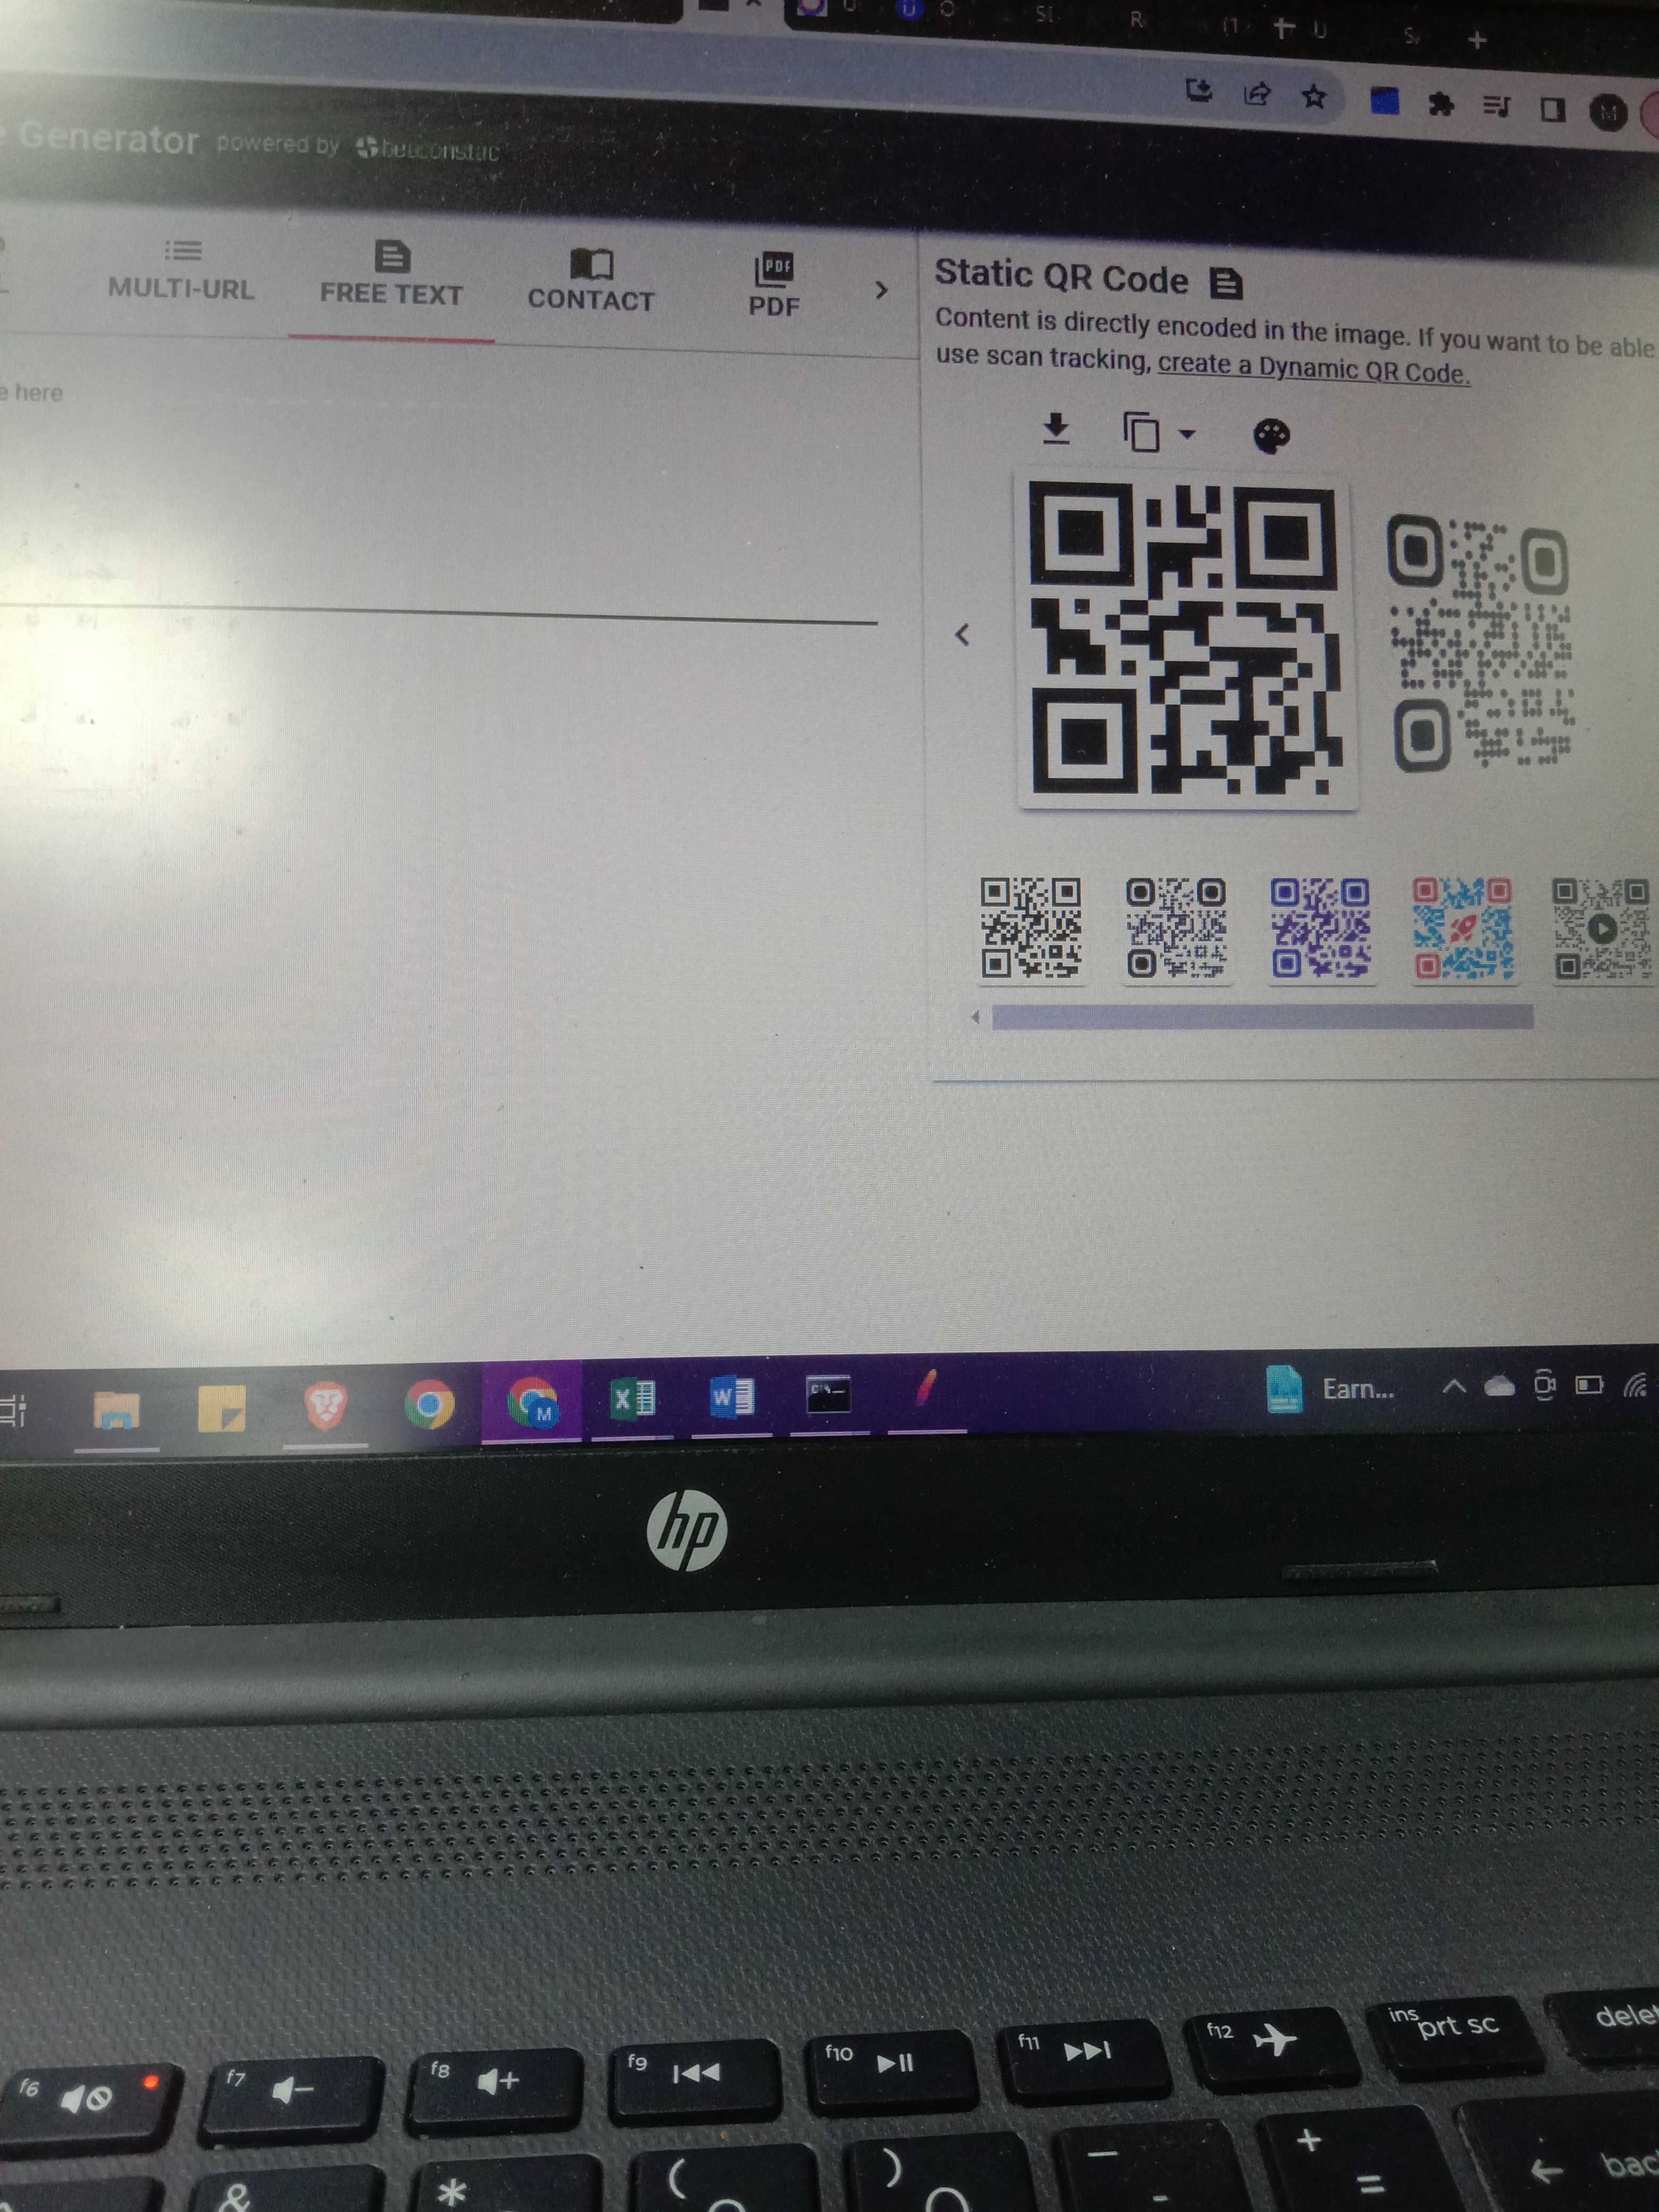 Generator powered by beaconstac
MULTI-URL
FREE TEXT
CONTACT
PDF
PDF
Static QR Code
Content is directly encoded in the image. If you want to be able
use scan tracking, create a Dynamic QR Code.
here
Earn...
hp
f6
f7
f8
f9
f10
f11
f12
ins
prt sc
&
*
(
)
+
=